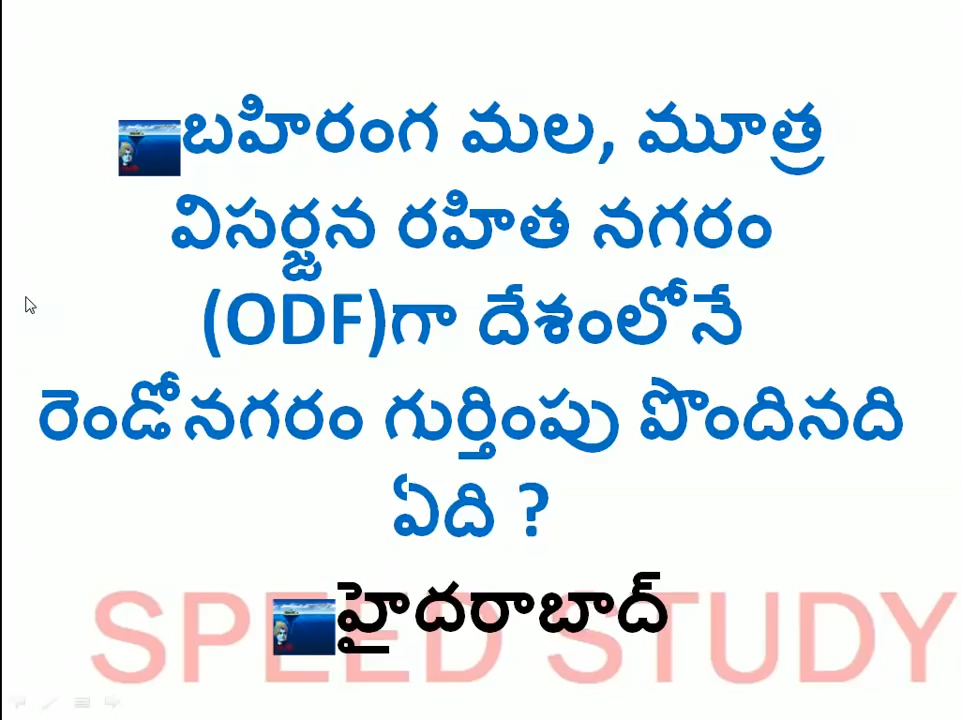 బహిరంగ మల, మూత్ర
విసర్జన రహిత నగరం
(ODF)గా దేశంలోనే
రెండోనగరం గుర్తింపు పొందినది
ఏది ?
హైదరాబాద్
SPEED STUDY